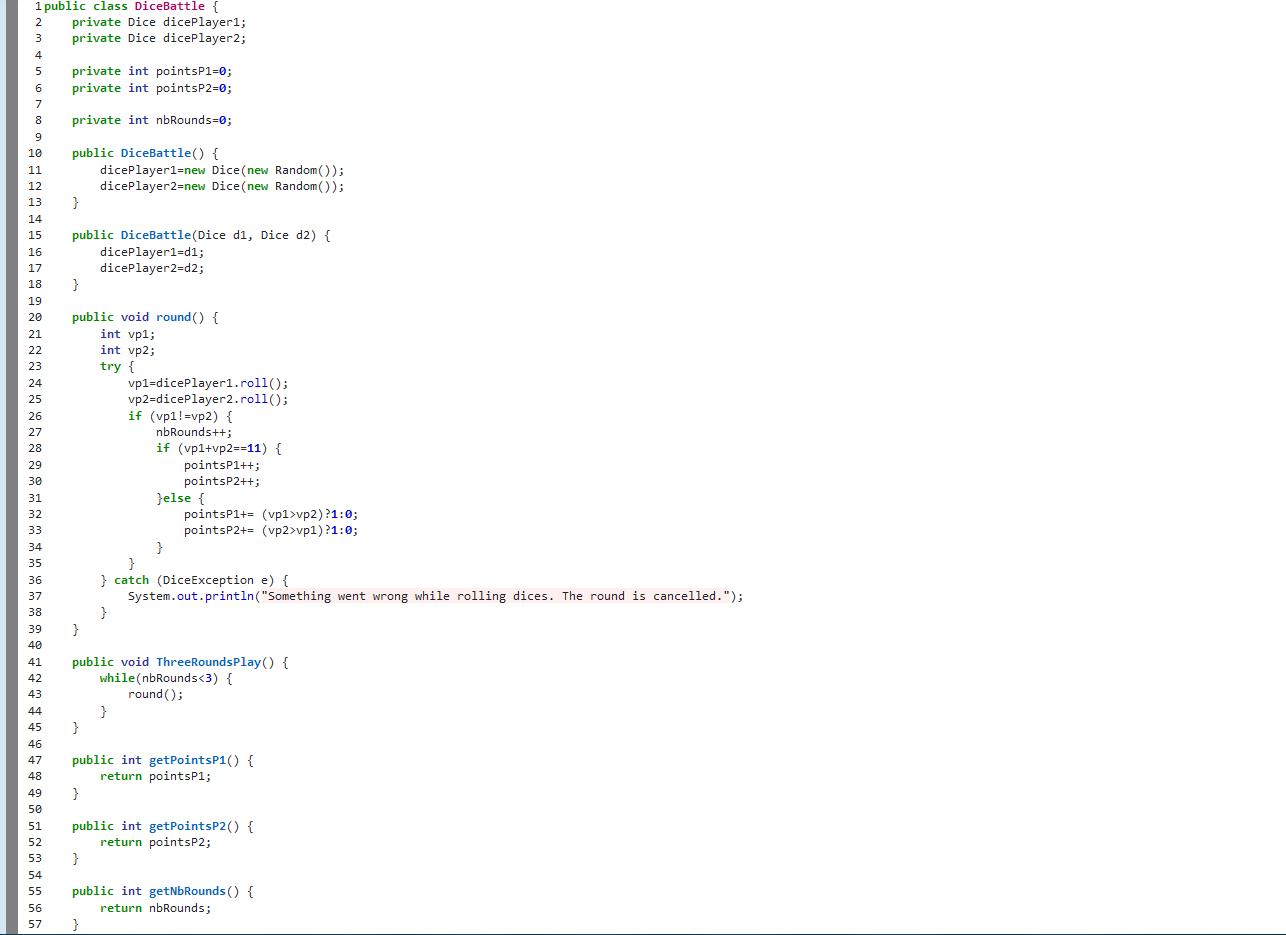 1 public class DiceBattle {
2     private Dice dicePlayer1;
3     private Dice dicePlayer2;
4
5     private int pointsP1=0;
6     private int pointsP2=0;
7
8     private int nbRounds=0;
9
10     public DiceBattle() {
11         dicePlayer1=new Dice(new Random());
12         dicePlayer2=new Dice(new Random());
13     }
14
15     public DiceBattle(Dice d1, Dice d2) {
16         dicePlayer1=d1;
17         dicePlayer2=d2;
18     }
19
20     public void round() {
21         int vp1;
22         int vp2;
23         try {
24             vp1=dicePlayer1.roll();
25             vp2=dicePlayer2.roll();
26             if (vp1!=vp2) {
27                 nbRounds++;
28                 if (vp1+vp2==11) {
29                     pointsP1++;
30                     pointsP2++;
31                 }else {
32                     pointsP1+= (vp1>vp2)?1:0;
33                     pointsP2+= (vp2>vp1)?1:0;
34                 }
35             }
36         } catch (DiceException e) {
37             System.out.println("Something went wrong while rolling dices. The round is cancelled.");
38         }
39     }
40
41     public void ThreeRoundsPlay() {
42         while(nbRounds<3) {
43             round();
44         }
45     }
46
47     public int getPointsP1() {
48         return pointsP1;
49     }
50
51     public int getPointsP2() {
52         return pointsP2;
53     }
54
55     public int getNbRounds() {
56         return nbRounds;
57     }